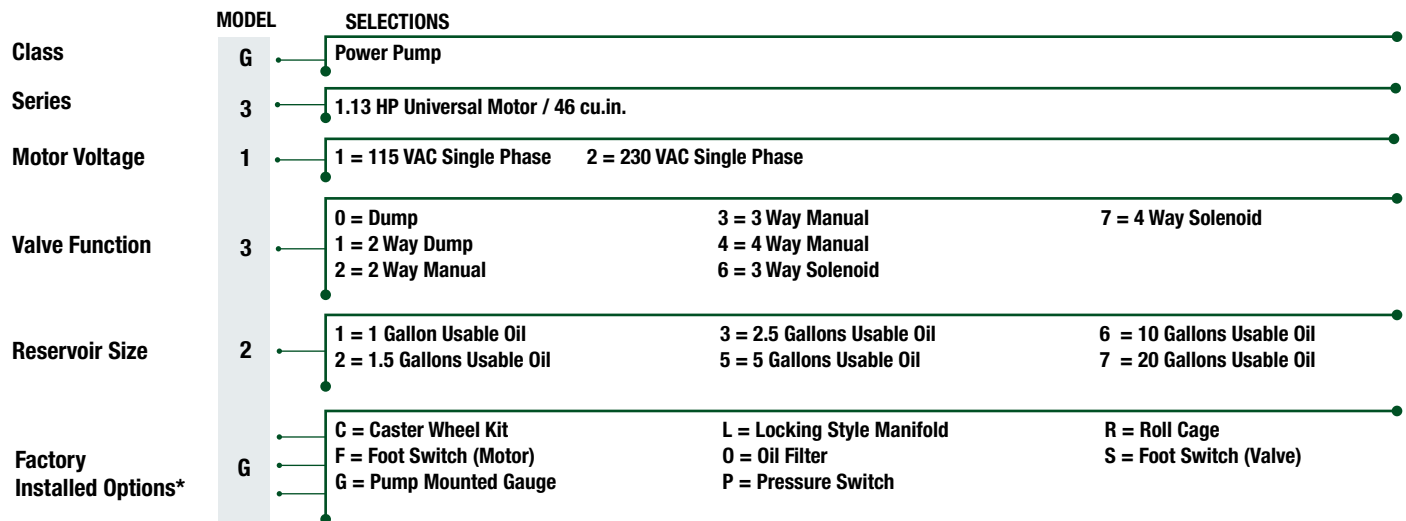 MODEL SELECTIONS
Class G Power Pump
Series 3 1.13 HP Universal Motor / 46 cu.in.
Motor Voltage 1 1 = 115 VAC Single Phase 2 = 230 VAC Single Phase
0 = Dump 3 = 3 Way Manual 7 = 4 Way Solenoid
Valve Function 3 1 = 2 Way Dump 4 = 4 Way Manual
2 = 2 Way Manual 6 = 3 Way Solenoid
1 = 1 Gallon Usable Oil 3 = 2.5 Gallons Usable Oil 6 = 10 Gallons Usable Oil
Reservoir Size 2 2 = 1.5 Gallons Usable Oil 5 = 5 Gallons Usable Oil 7 = 20 Gallons Usable Oil
C = Caster Wheel Kit L = Locking Style Manifold R = Roll Cage
Factory F = Foot Switch (Motor) O = Oil Filter S = Foot Switch (Valve)
Installed Options* G G = Pump Mounted Gauge P = Pressure Switch